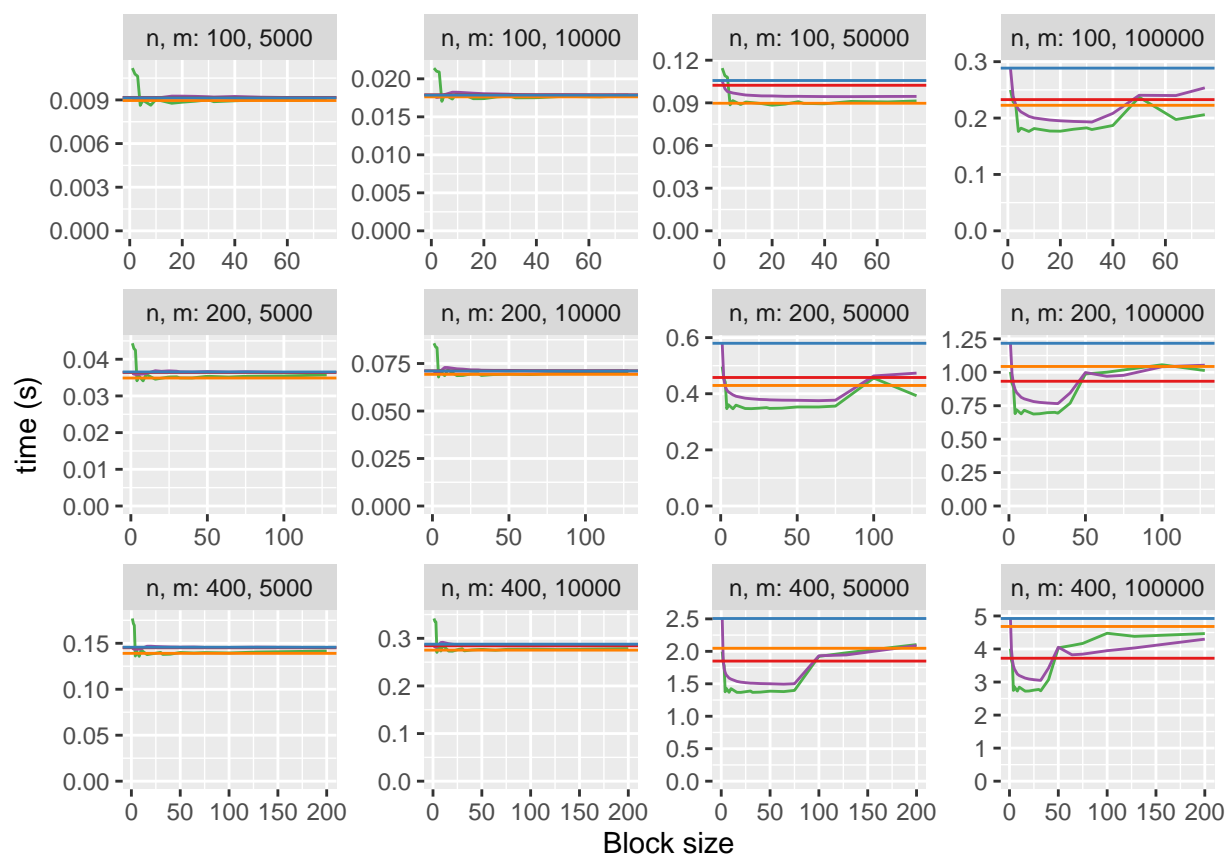 n, m: 100, 5000
n, m: 100, 10000
n, m: 100, 50000
n, m: 100, 100000
0.009
0.006
0.003
0.000
0 20 40 60
0.020
0.015
0.010
0.005
0.000
0 20 40 60
0.12
0.09
0.06
0.03
0.00
0 20 40 60
0.3
0.2
0.1
0.0
0 20 40 60
n, m: 200, 5000
n, m: 200, 10000
n, m: 200, 50000
n, m: 200, 100000
time (s)
0.04
0.03
0.02
0.01
0.00
0 50 100
0.075
0.050
0.025
0.000
0 50 100
0.6
0.4
0.2
0.0
0 50 100
1.25
1.00
0.75
0.50
0.25
0.00
0 50 100
n, m: 400, 5000
n, m: 400, 10000
n, m: 400, 50000
n, m: 400, 100000
0.15
0.10
0.05
0.00
0 50 100 150 200
0.3
0.2
0.1
0.0
0 50 100 150 200
2.5
2.0
1.5
1.0
0.5
0.0
0 50 100 150 200
5
4
3
2
1
0
0 50 100 150 200
Block size